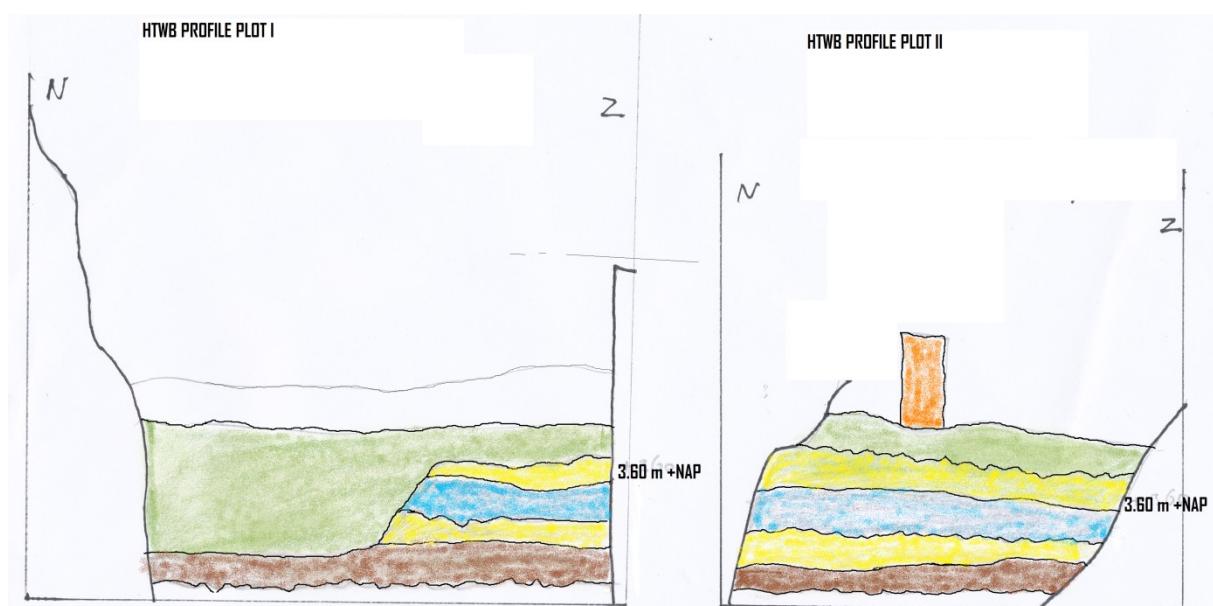 HTWB PROFILE PLOT I
N
Z
3.60 m +NAP
HTWB PROFILE PLOT II
N
Z
3.60 m +NAP